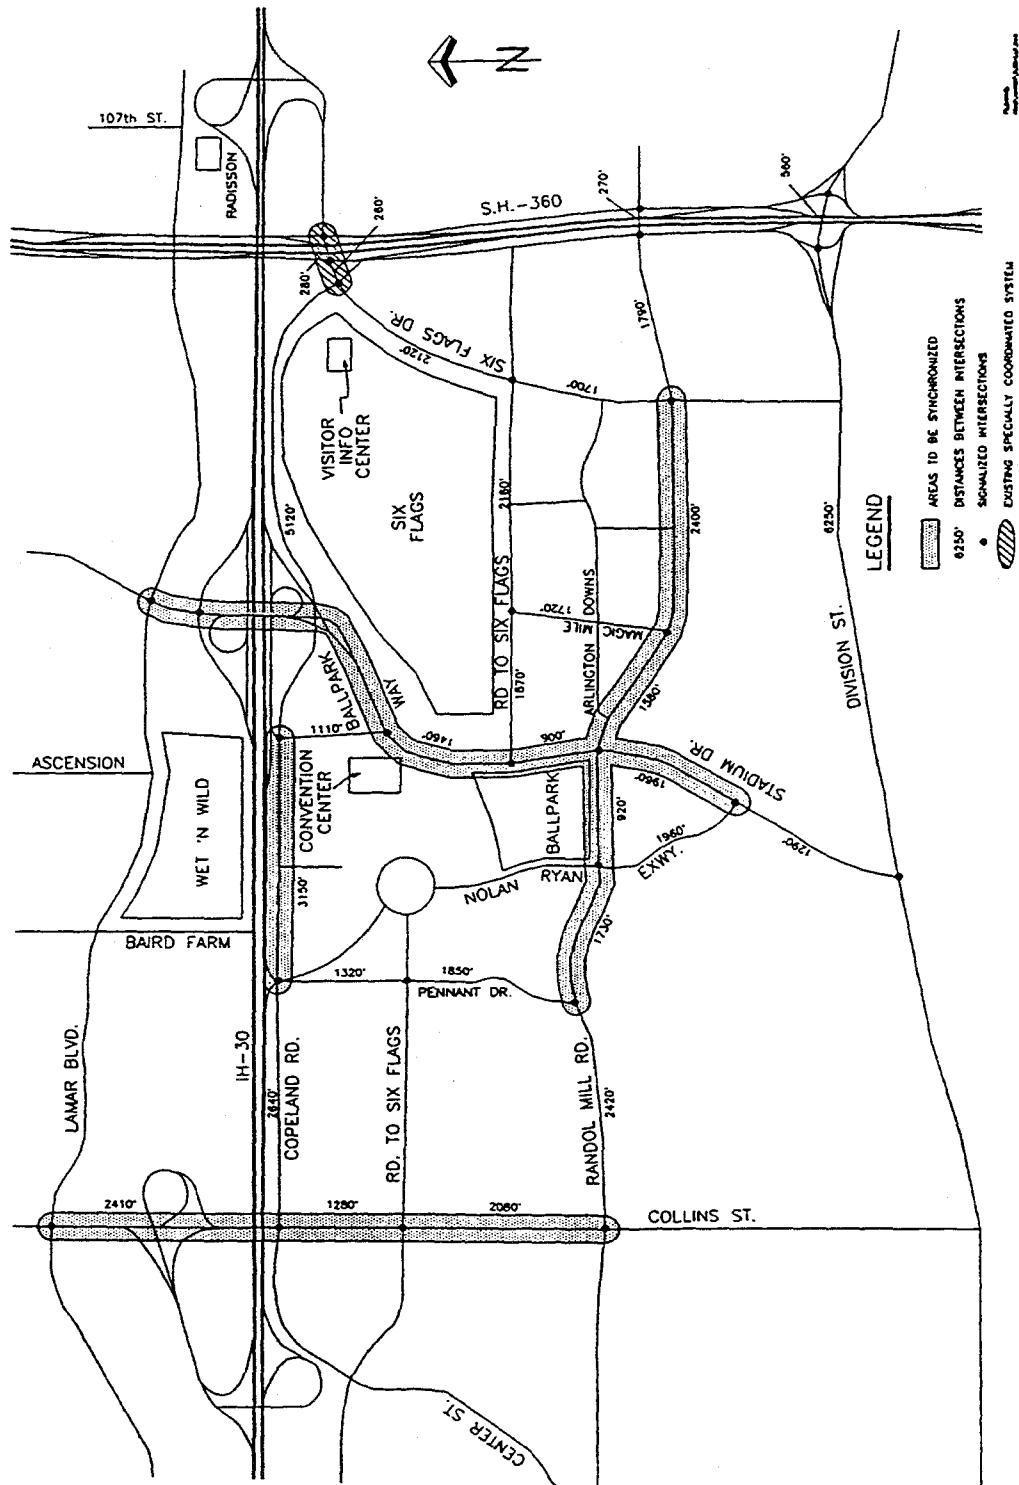 107th ST.
RADISSON
N
S.H.-360
260'
280'
270'
560'
1790'
SIX FLAGS DR.
2120'
1700'
VISITOR
INFO
CENTER
SIX
FLAGS
5120'
2180'
RD TO SIX FLAGS
1870'
1720'
MAGIC MILE
ARLINGTON DOWNS
2400'
1580'
6250'
DIVISION ST.
LEGEND
AREAS TO BE SYNCHRONIZED
6250' DISTANCES BETWEEN INTERSECTIONS
SIGNALIZED INTERSECTIONS
EXISTING SPECIALLY COORDINATED SYSTEM
BALLPARK
WAY
1110'
1460'
900'
ASCENSION
WET 'N WILD
CONVENTION
CENTER
BALLPARK
STADIUM DR.
1960'
920'
1960'
1290'
3150'
NOLAN RYAN EXWY.
BAIRD FARM
1730'
1320'
1850'
PENNANT DR.
LAMAR BLVD.
IH-30
2640'
COPELAND RD.
RD. TO SIX FLAGS
RANDOL MILL RD.
2420'
2410'
1280'
2080'
COLLINS ST.
CENTER ST.